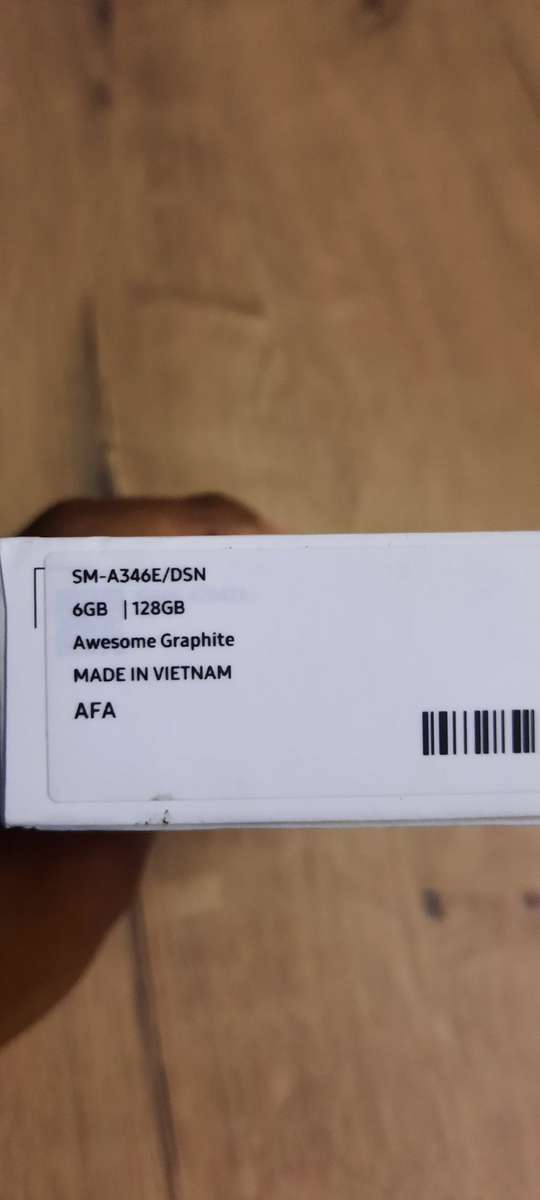 SM-A346E/DSN
6GB | 128GB
Awesome Graphite
MADE IN VIETNAM
AFA